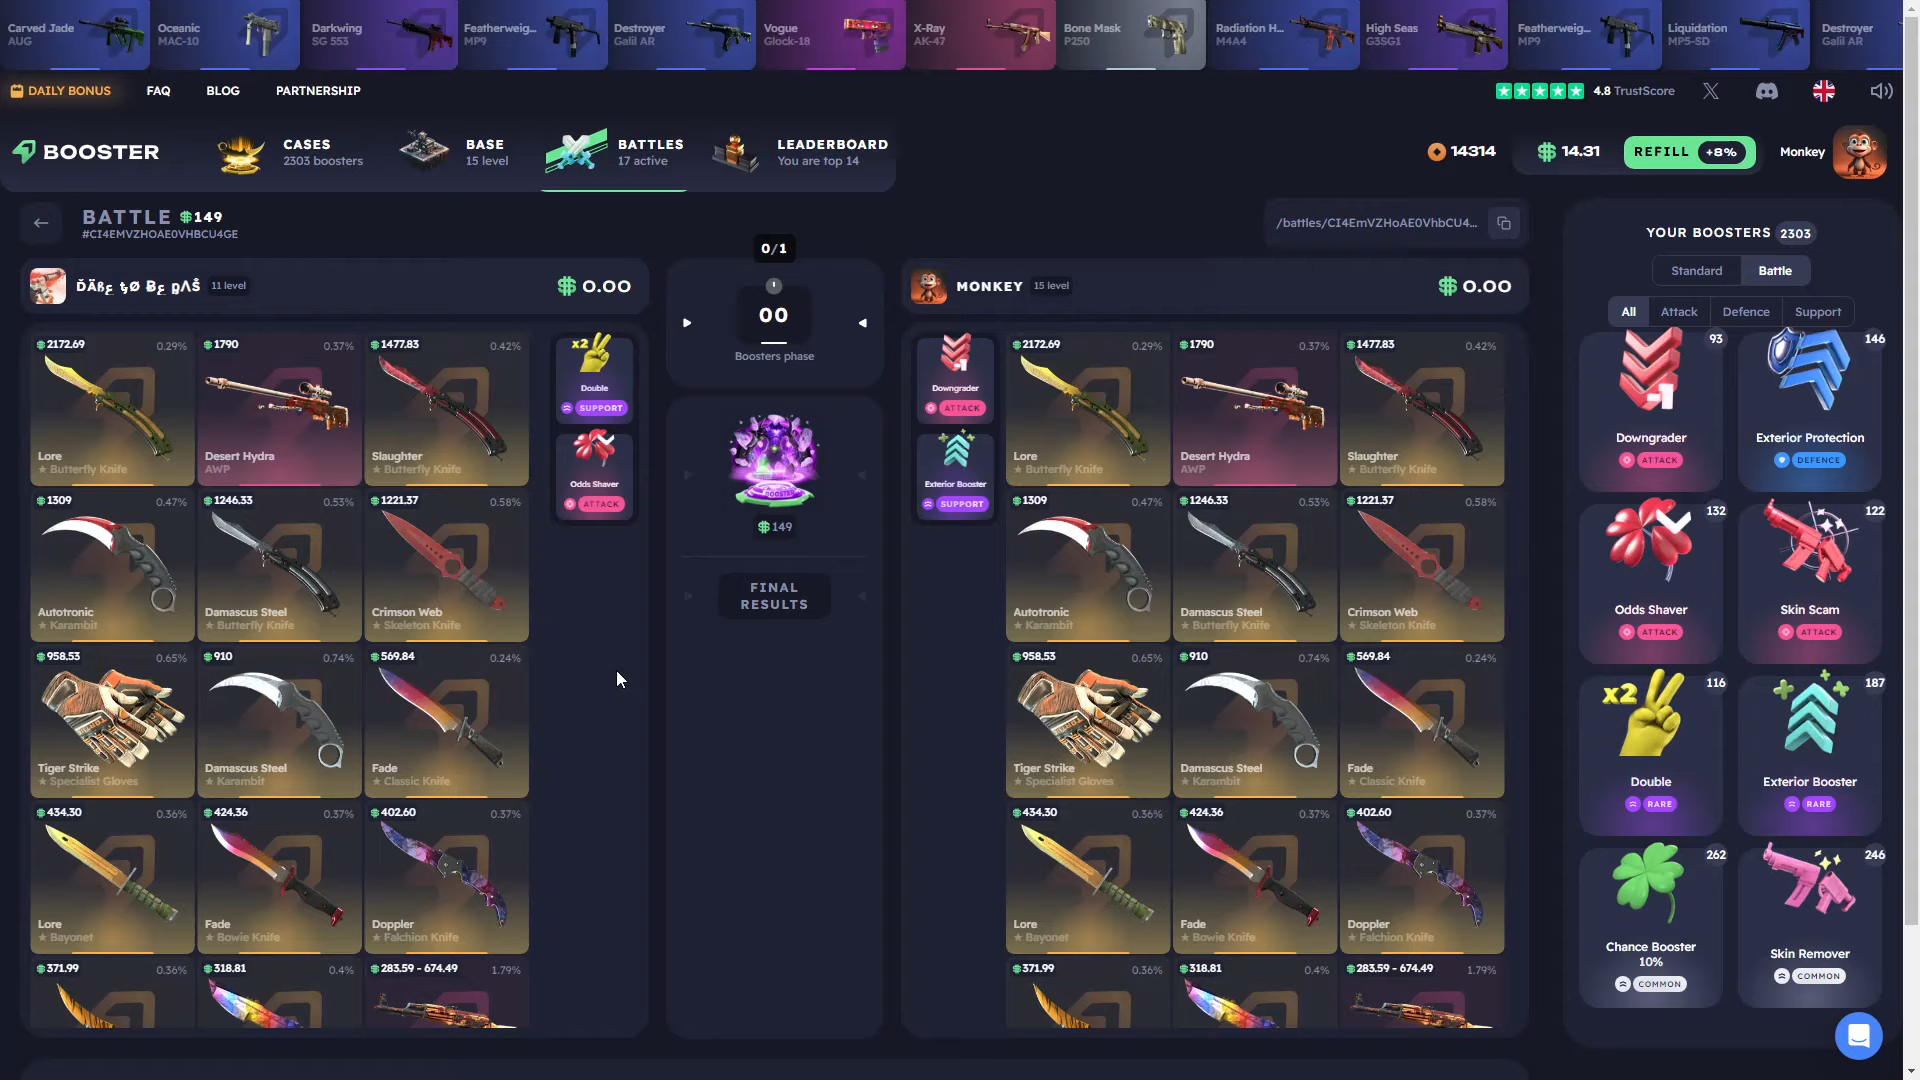 Carved Jade
AUG
Oceanic
MAC-10
Darkwing
SG 553
Featherweig...
MP9
Destroyer
Galil AR
Vogue
Glock-18
X-Ray
AK-47
Bone Mask
P250
Radiation H...
M4A4
High Seas
G3SG1
Featherweig...
MP9
Liquidation
MP5-SD
Destroyer
Galil AR
DAILY BONUS
FAQ
BLOG
PARTNERSHIP
4.8 TrustScore
BOOSTER
CASES
2303 boosters
BASE
15 level
BATTLES
17 active
LEADERBOARD
You are top 14
14314
14.31
REFILL +8%
Monkey
BATTLE 149
#CI4EMVZHOAE0VHBCU4GE
/battles/CI4EmVZHoAE0VhbCU4...
0/1
11 level
0.00
00
Boosters phase
149
FINAL
RESULTS
MONKEY 15 level
0.00
2172.69 0.29%
Lore
★ Butterfly Knife
1790 0.37%
Desert Hydra
AWP
1477.83 0.42%
Slaughter
★ Butterfly Knife
1309 0.47%
Autotronic
★ Karambit
1246.33 0.53%
Damascus Steel
★ Butterfly Knife
1221.37 0.58%
Crimson Web
★ Skeleton Knife
958.53 0.65%
Tiger Strike
★ Specialist Gloves
910 0.74%
Damascus Steel
★ Karambit
569.84 0.24%
Fade
★ Classic Knife
434.30 0.36%
Lore
★ Bayonet
424.36 0.37%
Fade
★ Bowie Knife
402.60 0.37%
Doppler
★ Falchion Knife
371.99 0.36%
318.81 0.4%
283.59 - 674.49 1.79%
x2
Double
SUPPORT
Odds Shaver
ATTACK
Downgrader
ATTACK
Exterior Booster
SUPPORT
2172.69 0.29%
Lore
★ Butterfly Knife
1790 0.37%
Desert Hydra
AWP
1477.83 0.42%
Slaughter
★ Butterfly Knife
1309 0.47%
Autotronic
★ Karambit
1246.33 0.53%
Damascus Steel
★ Butterfly Knife
1221.37 0.58%
Crimson Web
★ Skeleton Knife
958.53 0.65%
Tiger Strike
★ Specialist Gloves
910 0.74%
Damascus Steel
★ Karambit
569.84 0.24%
Fade
★ Classic Knife
434.30 0.36%
Lore
★ Bayonet
424.36 0.37%
Fade
★ Bowie Knife
402.60 0.37%
Doppler
★ Falchion Knife
371.99 0.36%
318.81 0.4%
283.59 - 674.49 1.79%
YOUR BOOSTERS 2303
Standard
Battle
All
Attack
Defence
Support
93
Downgrader
ATTACK
146
Exterior Protection
DEFENCE
132
Odds Shaver
ATTACK
122
Skin Scam
ATTACK
x2
116
Double
RARE
187
Exterior Booster
RARE
262
Chance Booster
10%
COMMON
246
Skin Remover
COMMON